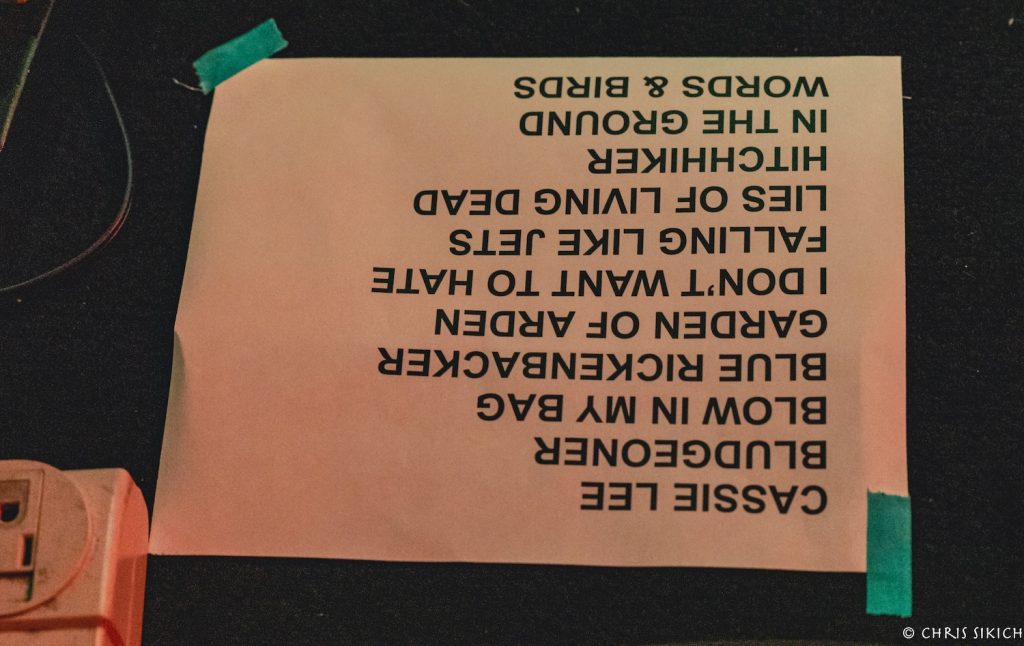 CASSIE LEE
BLUDGEONER
BLOW IN MY BAG
BLUE RICKENBACKER
GARDEN OF ARDEN
I DON'T WANT TO HATE
FALLING LIKE JETS
LIES OF LIVING DEAD
HITCHHIKER
IN THE GROUND
WORDS & BIRDS
© CHRIS SIKICH